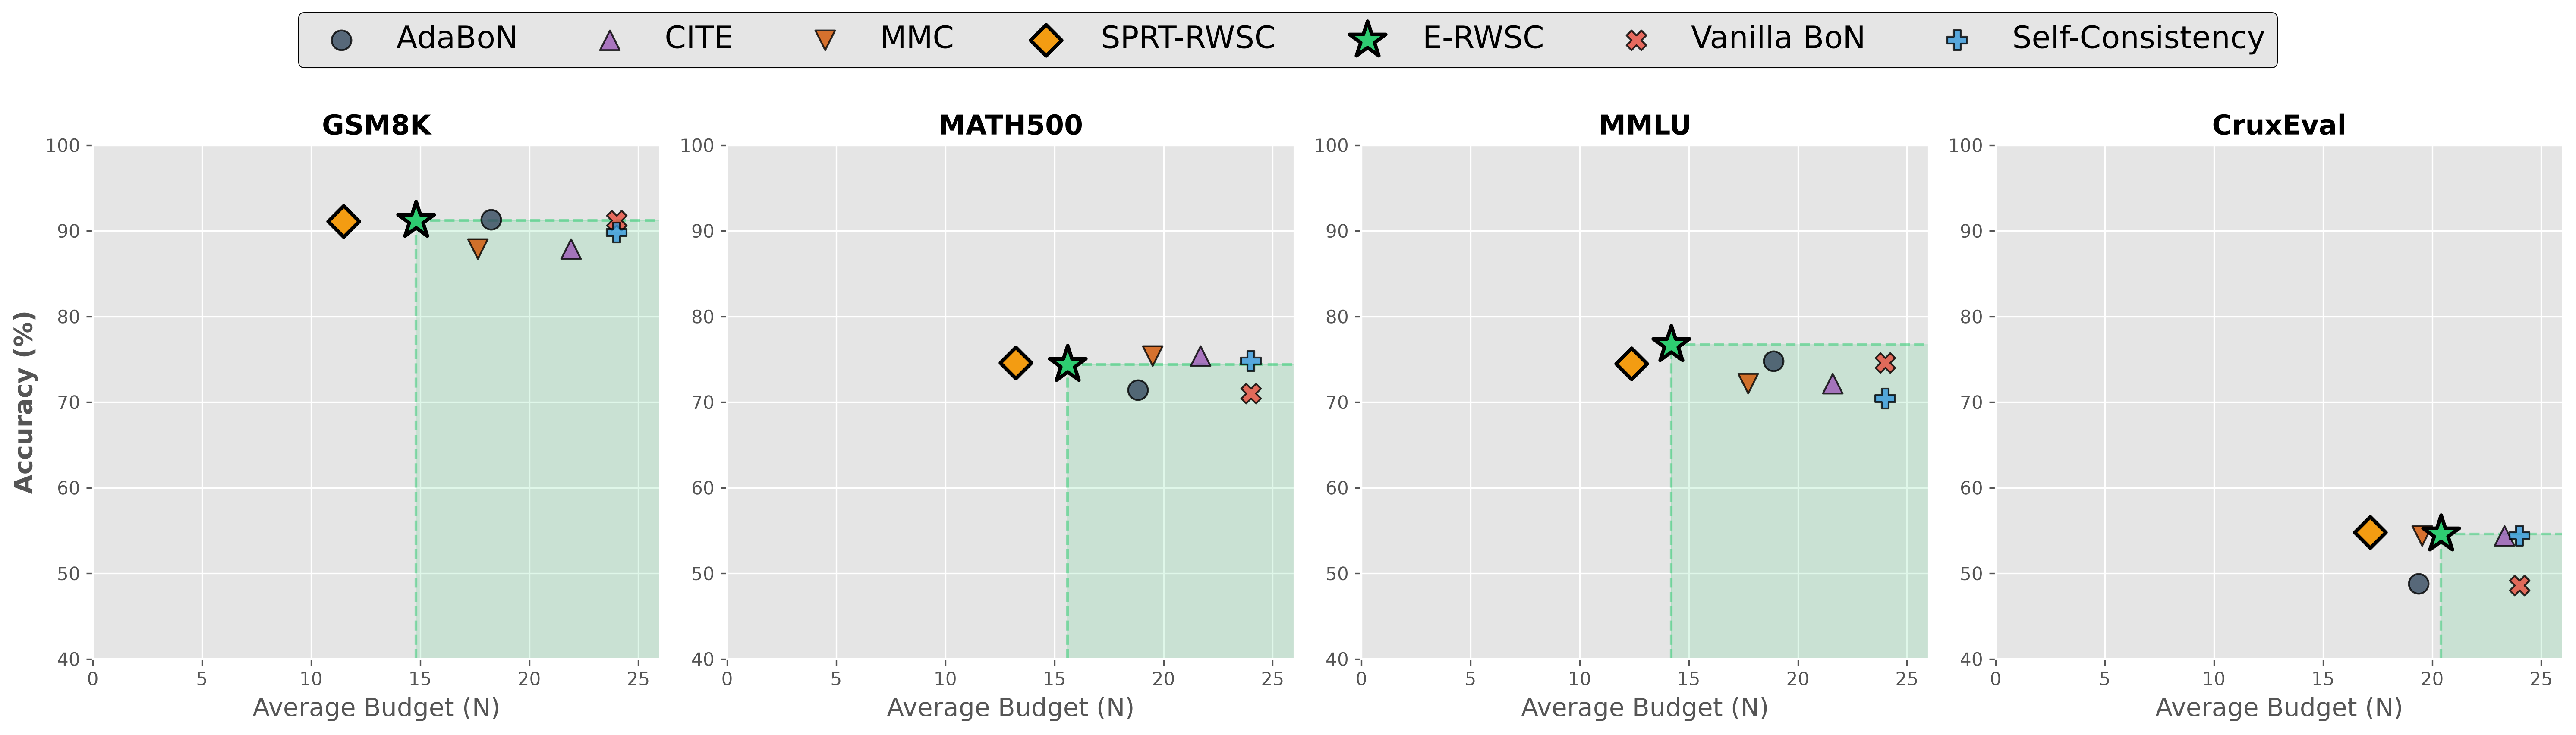 AdaBoN CITE MMC SPRT-RWSC E-RWSC Vanilla BoN Self-Consistency
GSM8K MATH500 MMLU CruxEval
100 100 100 100
90 90 90 90
80 80 80 80
70 70 70 70
60 60 60 60
50 50 50 50
40 40 40 40
Accuracy (%)
0 5 10 15 20 25 0 5 10 15 20 25 0 5 10 15 20 25 0 5 10 15 20 25
Average Budget (N) Average Budget (N) Average Budget (N) Average Budget (N)